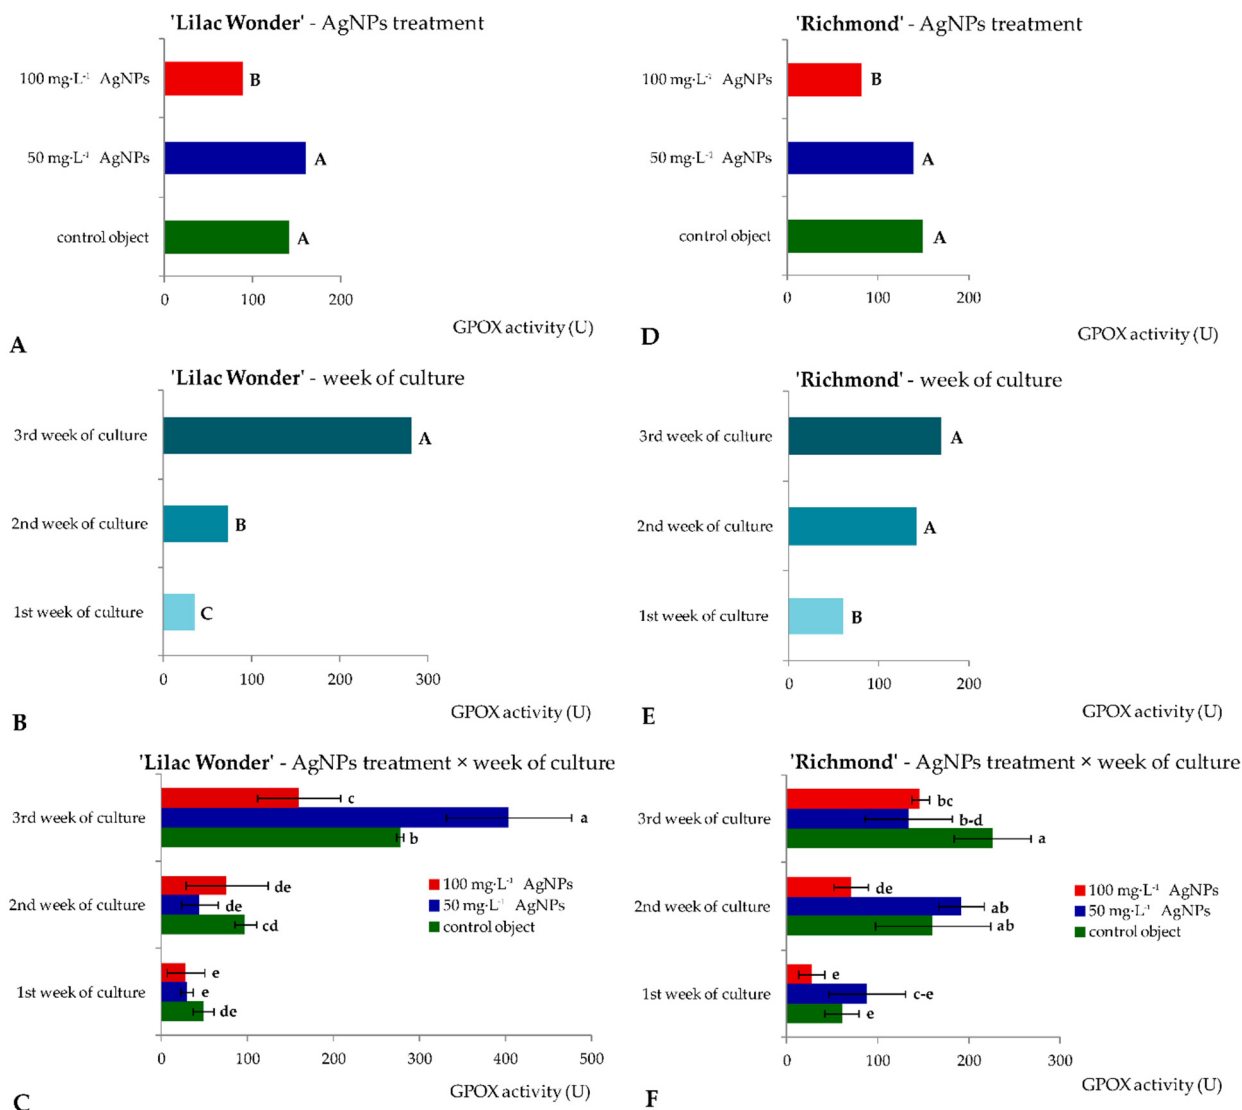 'Lilac Wonder' - AgNPs treatment
100 mg·L⁻¹ AgNPs
B
50 mg·L⁻¹ AgNPs
A
control object
A
0 100 200
GPOX activity (U)
A
'Richmond' - AgNPs treatment
100 mg·L⁻¹ AgNPs
B
50 mg·L⁻¹ AgNPs
A
control object
A
0 100 200
GPOX activity (U)
D
'Lilac Wonder' - week of culture
3rd week of culture
A
2nd week of culture
B
1st week of culture
C
0 100 200 300
GPOX activity (U)
B
'Richmond' - week of culture
3rd week of culture
A
2nd week of culture
A
1st week of culture
B
0 100 200
GPOX activity (U)
E
'Lilac Wonder' - AgNPs treatment × week of culture
c
3rd week of culture
a
b
de
2nd week of culture
de
cd
e
1st week of culture
e
de
100 mg·L⁻¹ AgNPs
50 mg·L⁻¹ AgNPs
control object
0 100 200 300 400 500
GPOX activity (U)
C
'Richmond' - AgNPs treatment × week of culture
bc
3rd week of culture
b-d
a
de
2nd week of culture
ab
ab
e
1st week of culture
c-e
e
100 mg·L⁻¹ AgNPs
50 mg·L⁻¹ AgNPs
control object
0 100 200 300
GPOX activity (U)
F